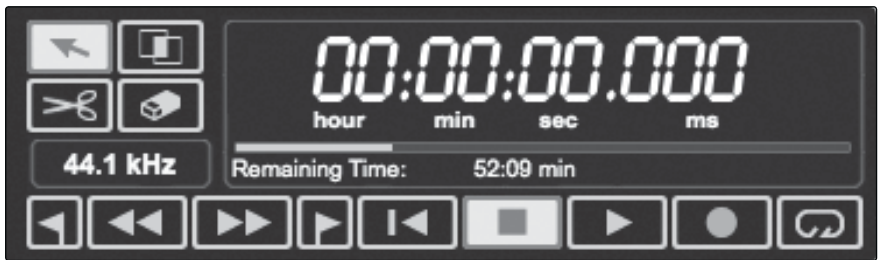 00:00:00.000
hour min sec ms
44.1 kHz
Remaining Time: 52:09 min